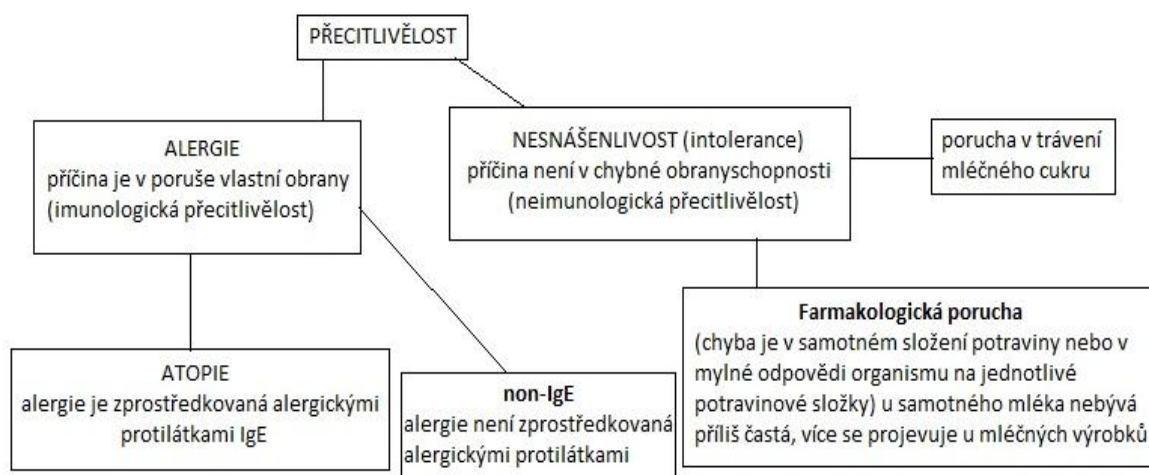 PŘECITLIVĚLOST
ALERGIE
příčina je v poruše vlastní obrany
(imunologická přecitlivělost)
NESNÁŠENLIVOST (intolerance)
příčina není v chybné obranyschopnosti
(neimunologická přecitlivělost)
porucha v trávení
mléčného cukru
ATOPIE
alergie je zprostředkovaná alergickými
protilátkami IgE
non-IgE
alergie není zprostředkovaná
alergickými protilátkami
Farmakologická porucha
(chyba je v samotném složení potraviny nebo v
mylné odpovědi organismu na jednotlivé
potravinové složky) u samotného mléka nebývá
příliš častá, více se projevuje u mléčných výrobků